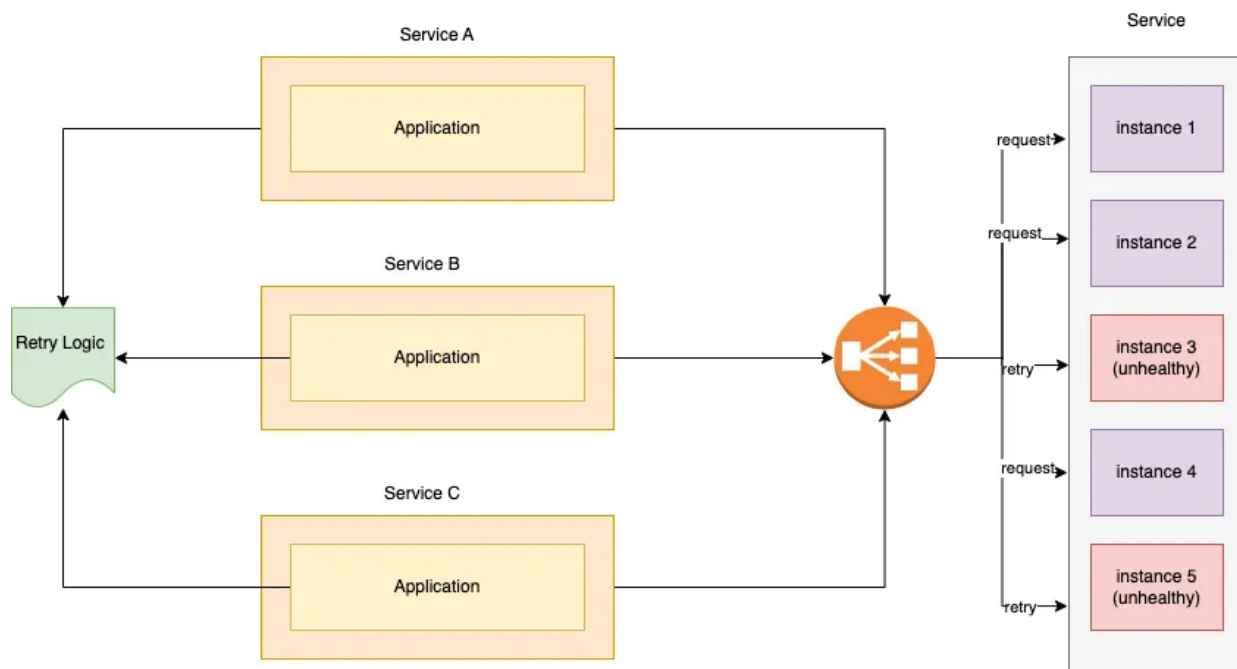 Service
Service A
Application
request
instance 1
request
instance 2
Service B
Retry Logic
Application
retry
instance 3
(unhealthy)
request
instance 4
Service C
Application
retry
instance 5
(unhealthy)